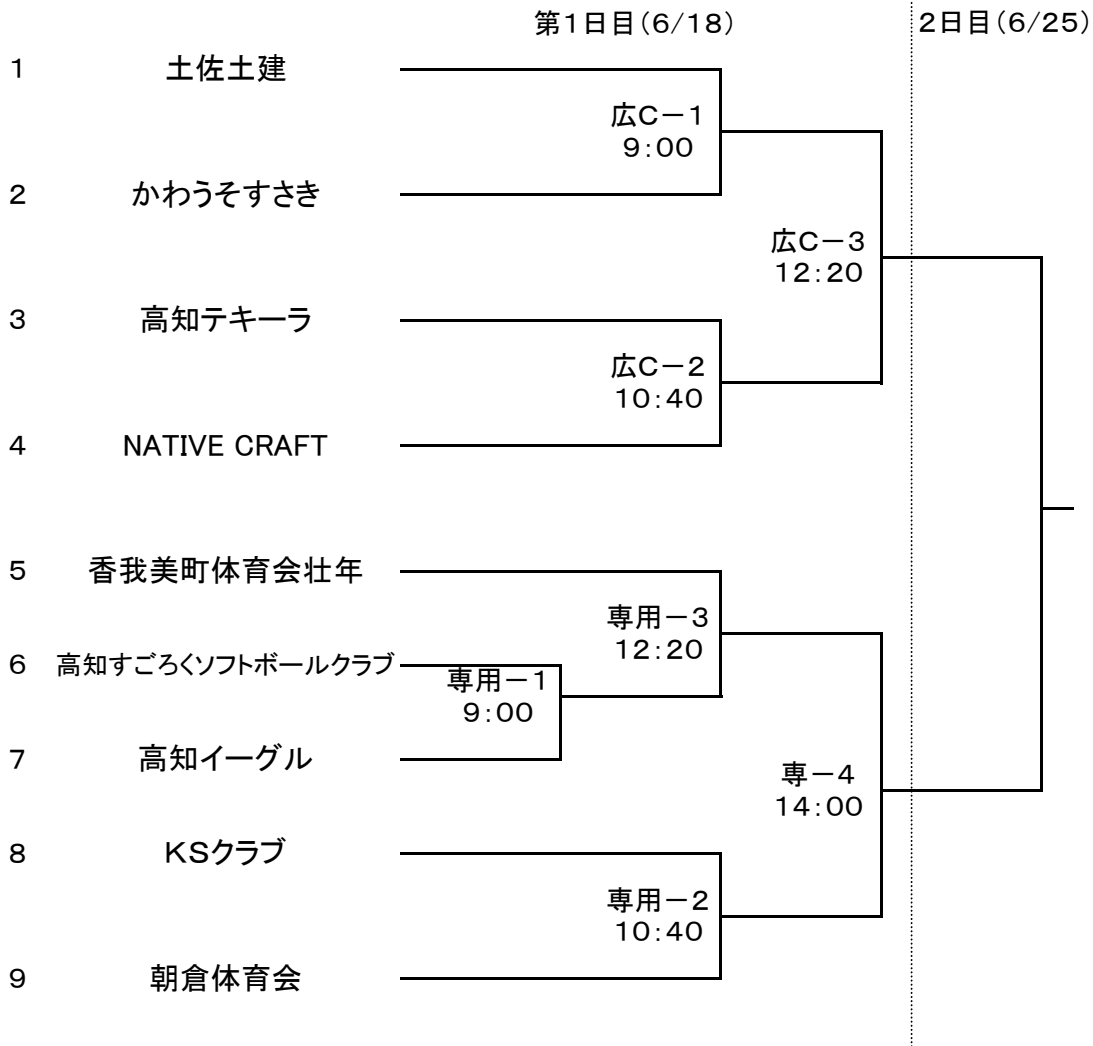 第1日目(6/18)
2日目(6/25)
1 土佐土建
広C－1
9:00
2 かわうそすさき
広C－3
12:20
3 高知テキーラ
広C－2
10:40
4 NATIVE CRAFT
5 香我美町体育会壮年
専用－3
12:20
6 高知すごろくソフトボールクラブ
専用－1
9:00
7 高知イーグル
専－4
14:00
8 KSクラブ
専用－2
10:40
9 朝倉体育会